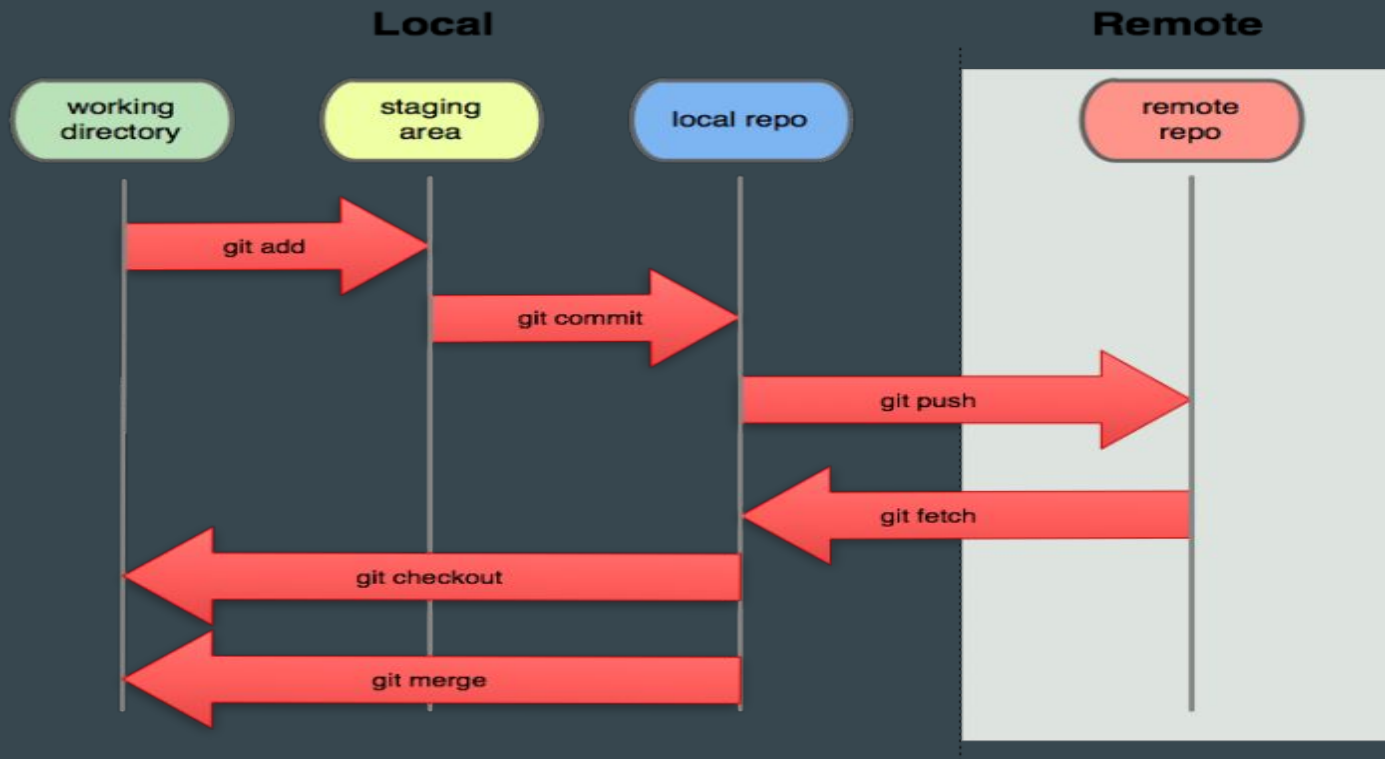 Local
Remote
working
directory
staging
area
local repo
remote
repo
git add
git commit
git push
git fetch
git checkout
git merge